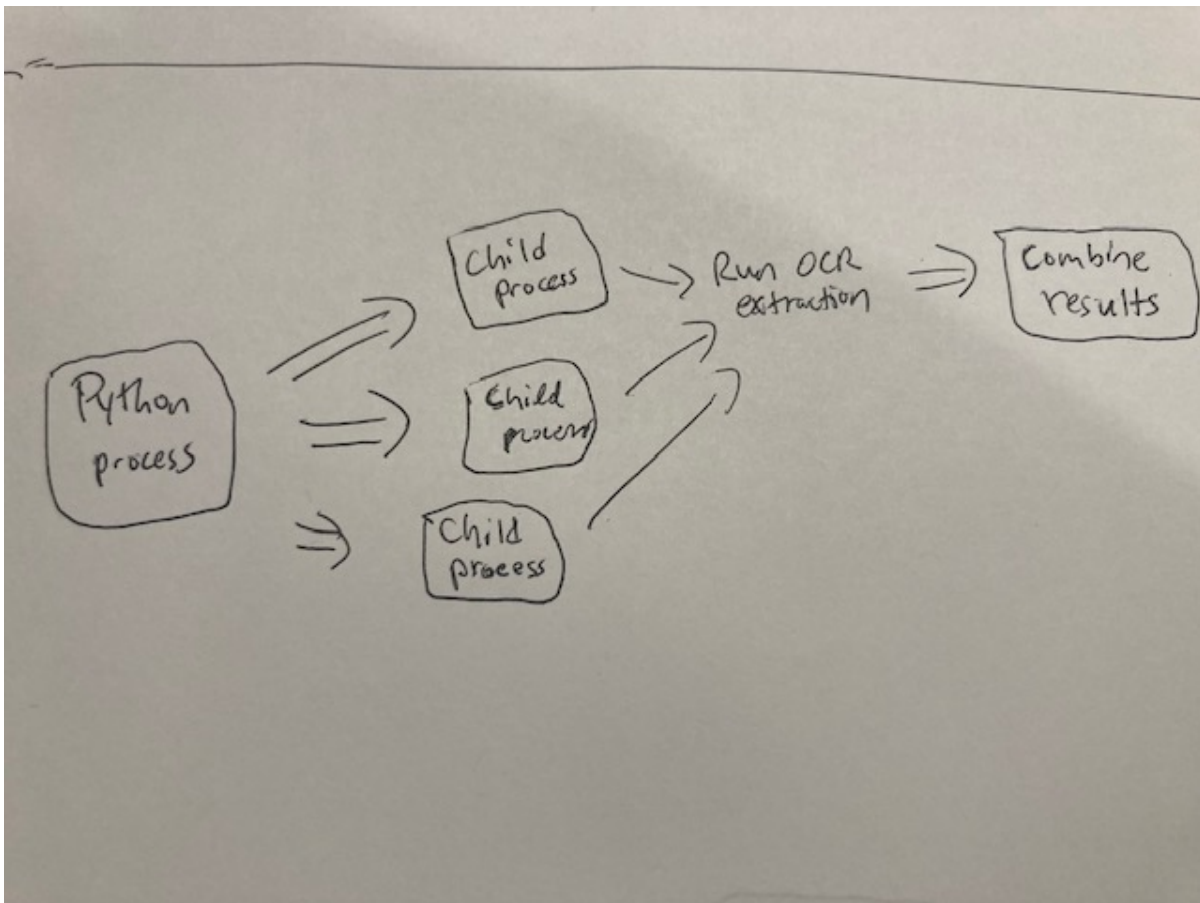 Python
process
Child
process
Child
process
Child
process
Run OCR
extraction
Combine
results